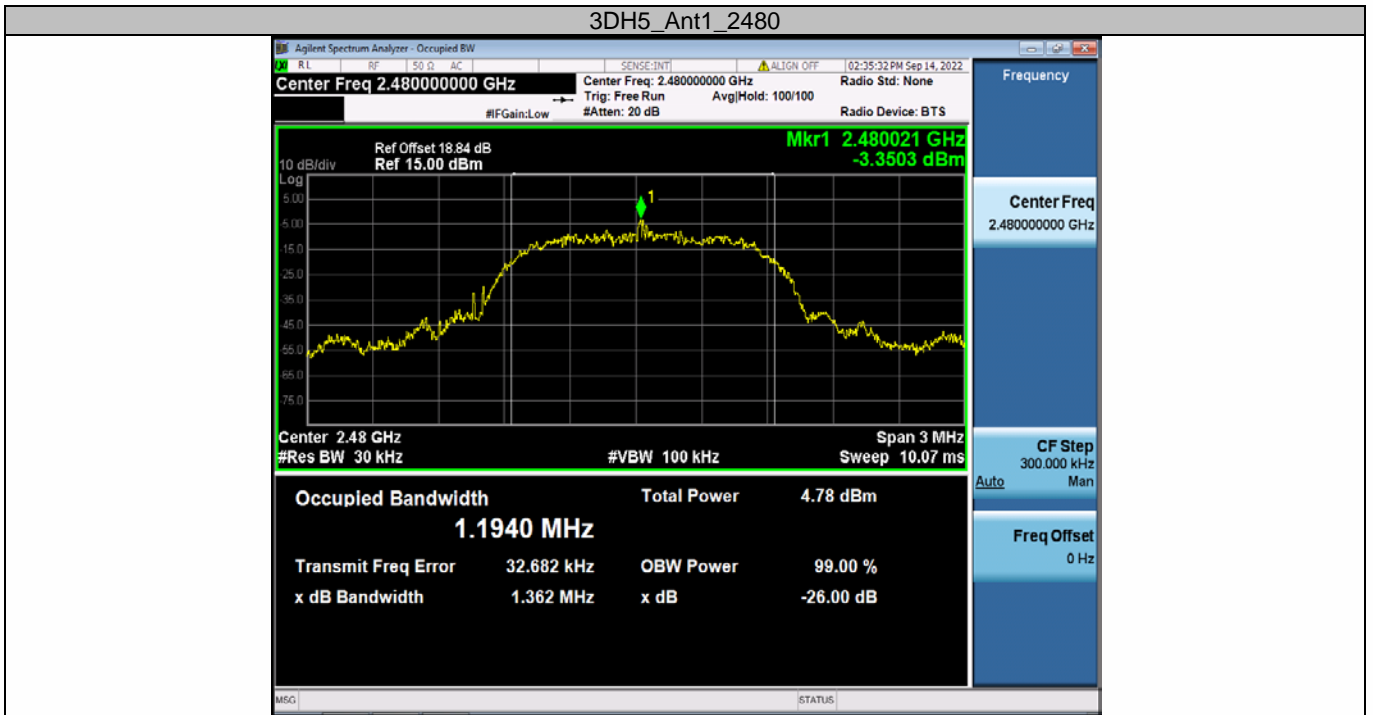 3DH5_Ant1_2480
Agilent Spectrum Analyzer - Occupied BW
RL RF 50 Ω AC SENSE:INT ALIGN OFF 02:35:32 PM Sep 14, 2022
Center Freq 2.480000000 GHz
Center Freq: 2.480000000 GHz
Radio Std: None
Trig: Free Run Avg|Hold: 100/100
#IFGain:Low #Atten: 20 dB Radio Device: BTS
Frequency
Mkr1 2.480021 GHz
-3.3503 dBm
Ref Offset 18.84 dB
10 dB/div Ref 15.00 dBm
Log
5.00
-5.00
-15.0
-25.0
-35.0
-45.0
-55.0
-65.0
-75.0
1
Center 2.48 GHz Span 3 MHz
#Res BW 30 kHz #VBW 100 kHz Sweep 10.07 ms
Center Freq
2.480000000 GHz
CF Step
300.000 kHz
Auto Man
Freq Offset
0 Hz
Occupied Bandwidth Total Power 4.78 dBm
1.1940 MHz
Transmit Freq Error 32.682 kHz OBW Power 99.00 %
x dB Bandwidth 1.362 MHz x dB -26.00 dB
MSG STATUS